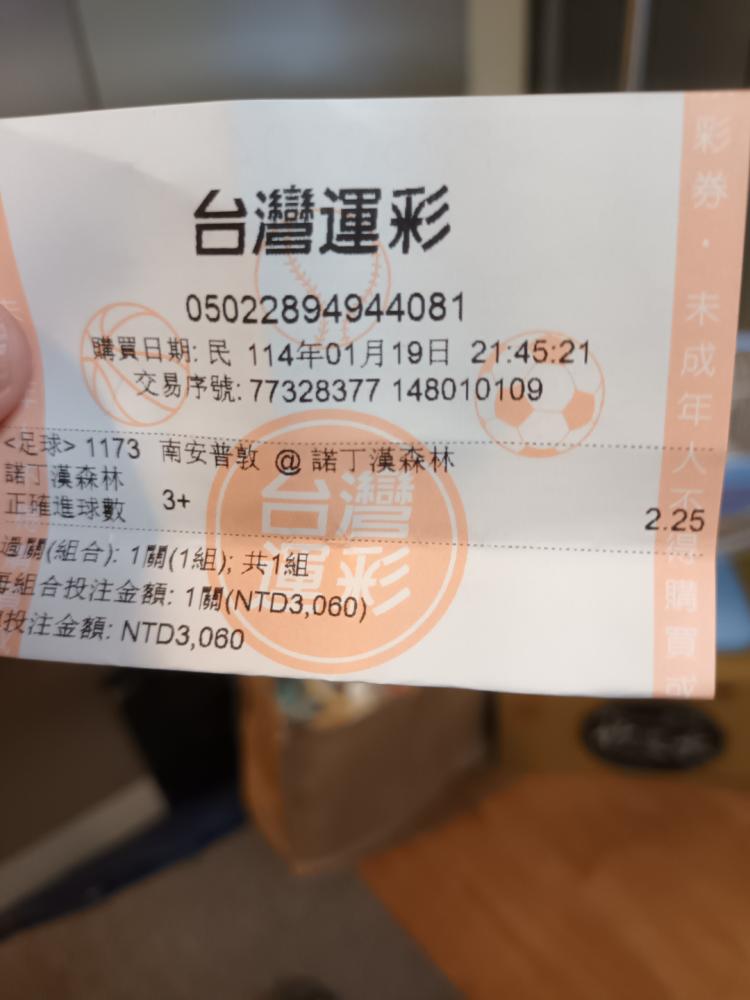 台灣運彩
05022894944081
購買日期: 民 114年01月19日 21:45:21
交易序號: 77328377 148010109
<足球> 1173 南安普敦 @ 諾丁漢森林
諾丁漢森林
正確進球數 3+ 2.25
過關(組合): 1關(1組); 共1組
每組合投注金額: 1關(NTD3,060)
投注金額: NTD3,060
台灣
運彩
彩券．未成年人不得購買或